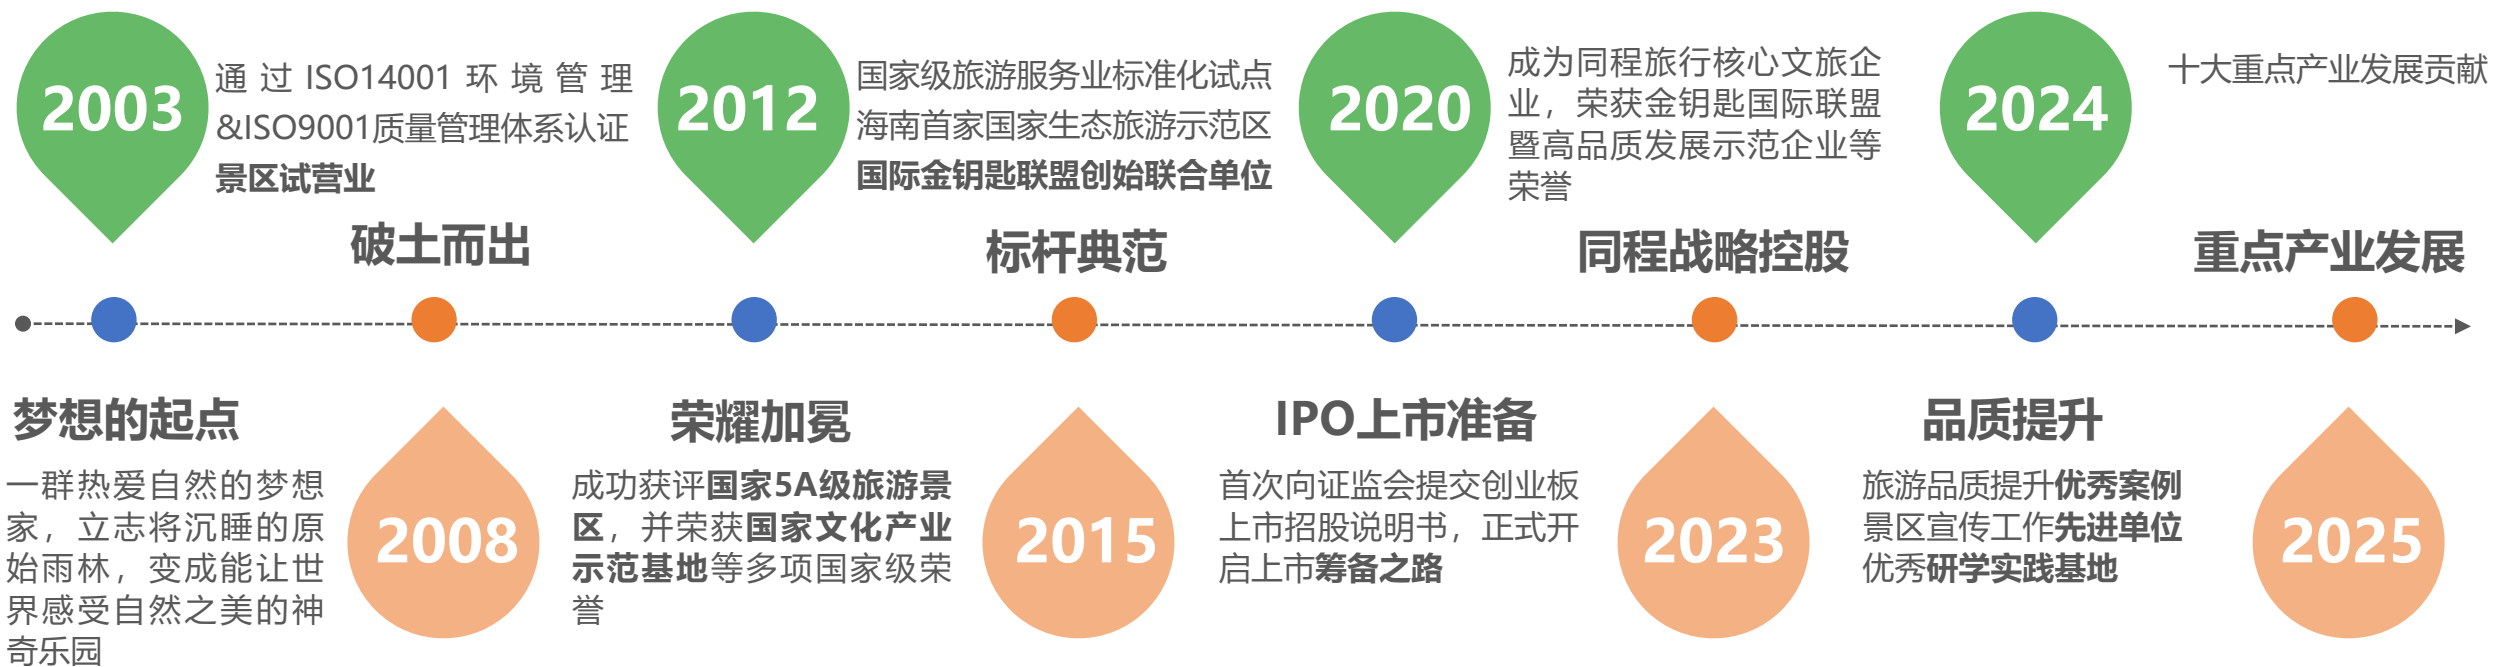 2003
梦想的起点
一群热爱自然的梦想
家，立志将沉睡的原
始雨林，变成能让世
界感受自然之美的神
奇乐园
通过ISO14001环境管理
&ISO9001质量管理体系认证
景区试营业
破土而出
2008
2012
荣耀加冕
成功获评国家5A级旅游景
区，并荣获国家文化产业
示范基地等多项国家级荣
誉
国家级旅游服务业标准化试点
海南首家国家生态旅游示范区
国际金钥匙联盟创始联合单位
标杆典范
2015
2020
IPO上市准备
首次向证监会提交创业板
上市招股说明书，正式开
启上市筹备之路
成为同程旅行核心文旅企
业，荣获金钥匙国际联盟
暨高品质发展示范企业等
荣誉
同程战略控股
2023
2024
品质提升
旅游品质提升优秀案例
景区宣传工作先进单位
优秀研学实践基地
十大重点产业发展贡献
重点产业发展
2025